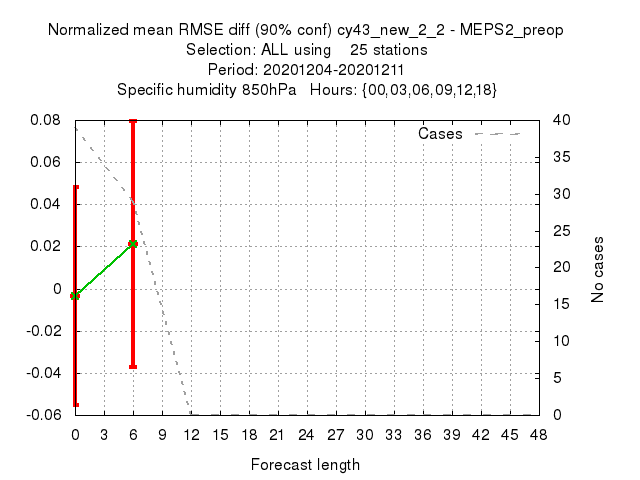 Normalized mean RMSE diff (90% conf) cy43_new_2_2 - MEPS2_preop
Selection: ALL using    25 stations
Period: 20201204-20201211
Specific humidity 850hPa   Hours: {00,03,06,09,12,18}
Cases
0.08
0.06
0.04
0.02
0
-0.02
-0.04
-0.06
40
35
30
25
20
15
10
5
0
No cases
0 3 6 9 12 15 18 21 24 27 30 33 36 39 42 45 48
Forecast length